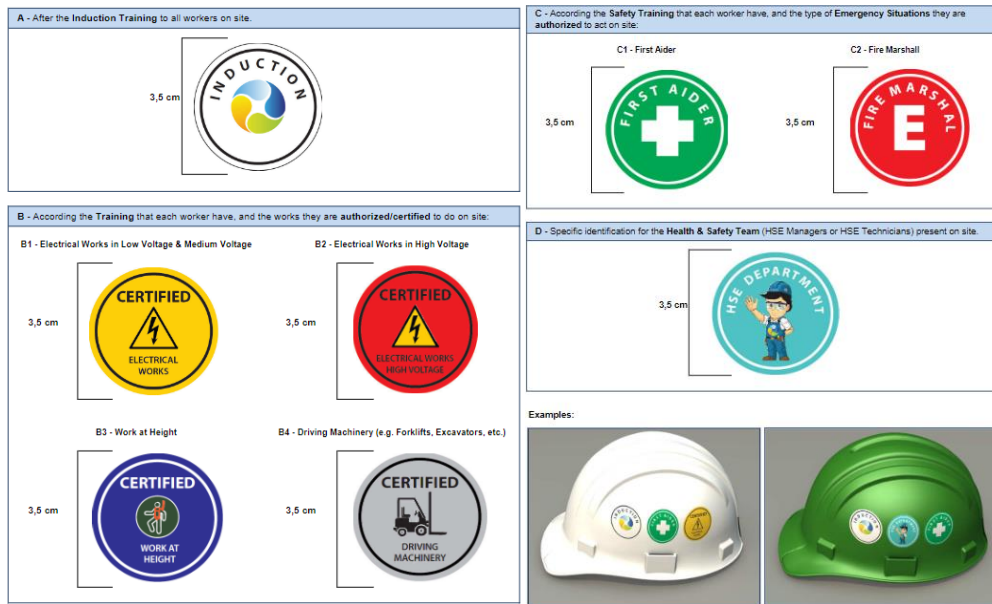 A - After the Induction Training to all workers on site.
3,5 cm
INDUCTION
B - According the Training that each worker have, and the works they are authorized/certified to do on site:
B1 - Electrical Works in Low Voltage & Medium Voltage
B2 - Electrical Works in High Voltage
3,5 cm
CERTIFIED
ELECTRICAL
WORKS
3,5 cm
CERTIFIED
ELECTRICAL WORKS
HIGH VOLTAGE
B3 - Work at Height
B4 - Driving Machinery (e.g. Forklifts, Excavators, etc.)
3,5 cm
CERTIFIED
WORK AT
HEIGHT
3,5 cm
CERTIFIED
DRIVING
MACHINERY
C - According the Safety Training that each worker have, and the type of Emergency Situations they are
authorized to act on site:
C1 - First Aider
C2 - Fire Marshall
3,5 cm
FIRST AIDER
3,5 cm
FIRE MARSHAL
E
D - Specific identification for the Health & Safety Team (HSE Managers or HSE Technicians) present on site.
3,5 cm
HSE DEPARTMENT
Examples:
INDUCTION
FIRST AIDER
INDUCTION